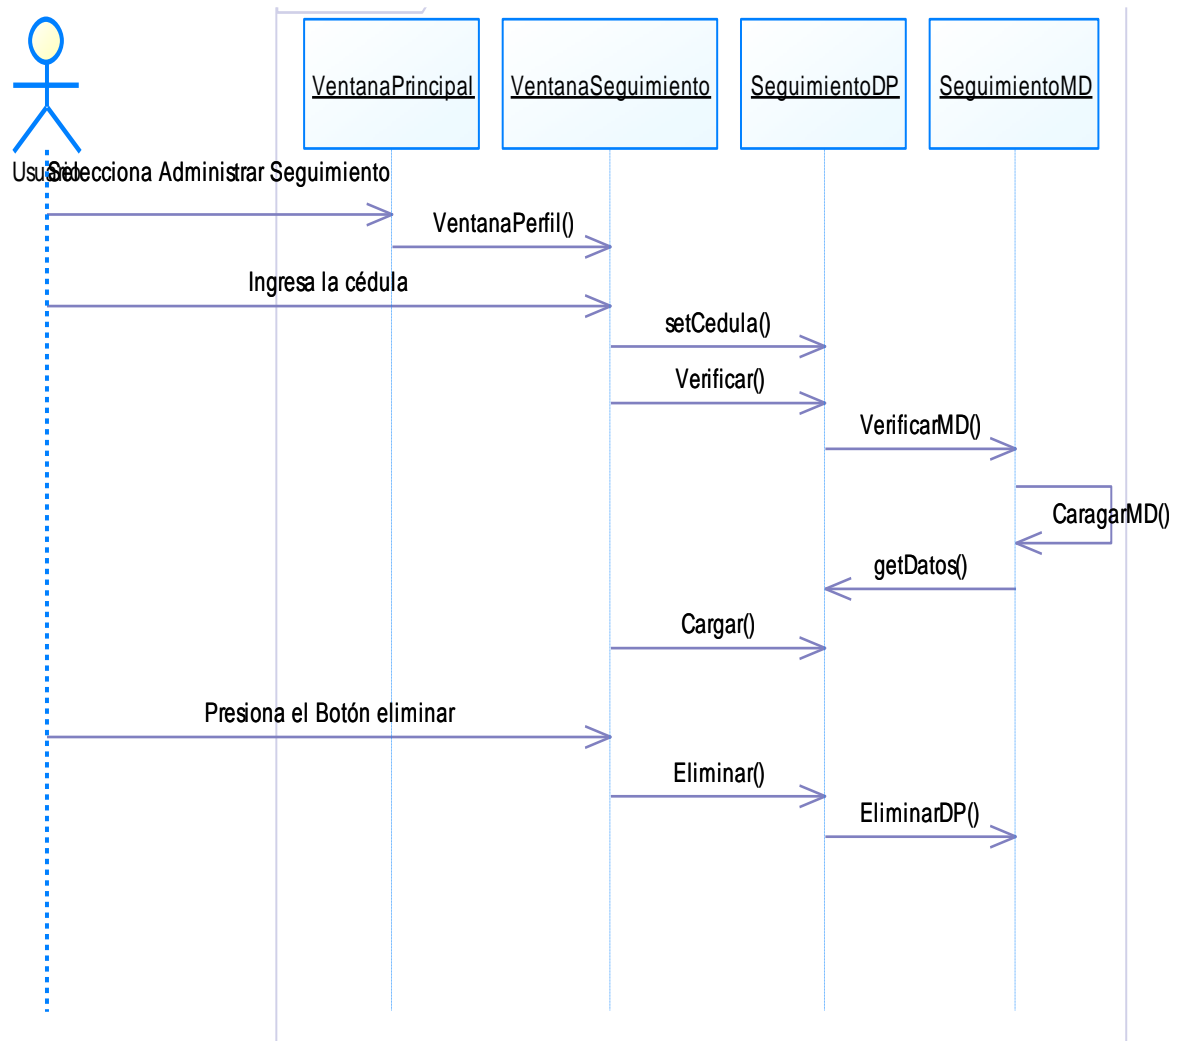 VentanaPrincipal
VentanaSeguimiento
SeguimientoDP
SeguimientoMD
Usuario
Selecciona Administrar Seguimiento
VentanaPerfil()
Ingresa la cédula
setCedula()
Verificar()
VerificarMD()
CaragarMD()
getDatos()
Cargar()
Presiona el Botón eliminar
Eliminar()
EliminarDP()